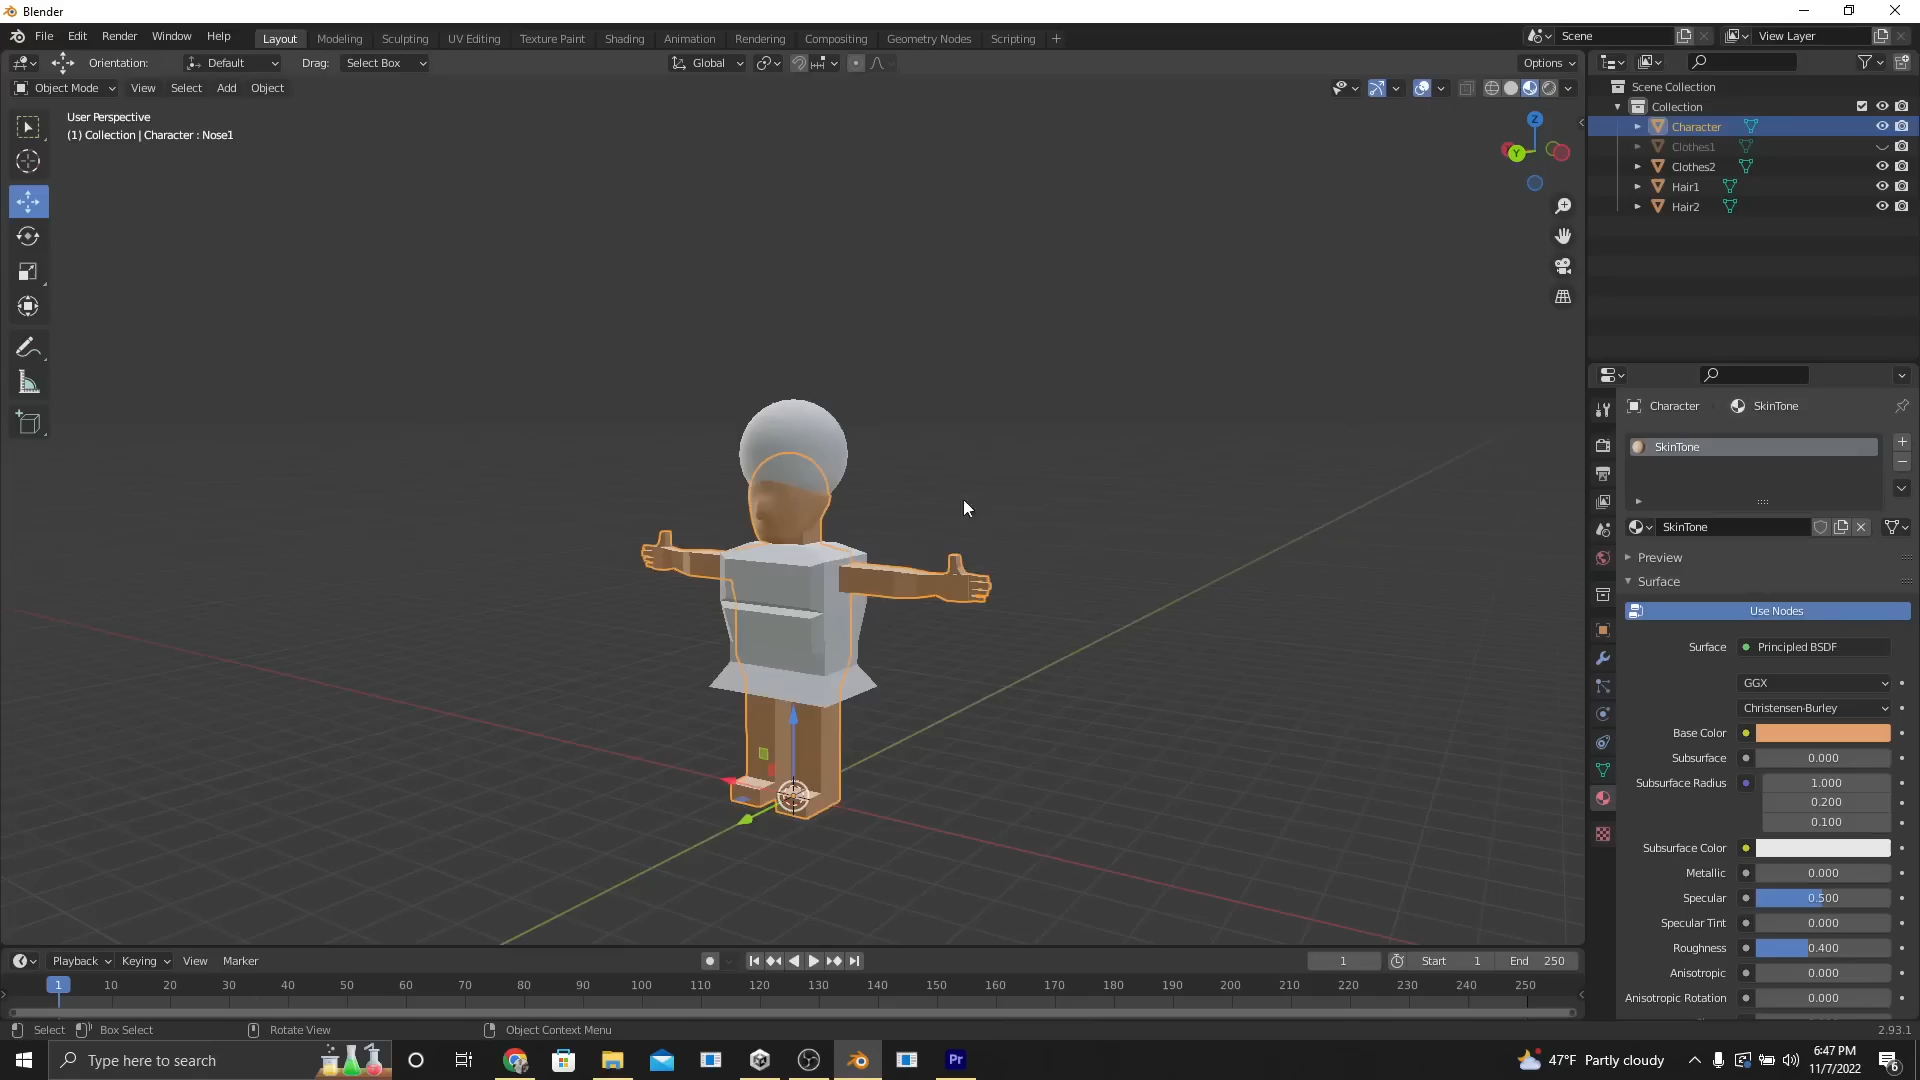 Blender
File Edit Render Window Help
Layout Modeling Sculpting UV Editing Texture Paint Shading Animation Rendering Compositing Geometry Nodes Scripting +
Scene
View Layer
Orientation: Default Drag: Select Box
Global
Options
Object Mode View Select Add Object
User Perspective
(1) Collection | Character : Nose1
Z
Y
Scene Collection
Collection
Character
Clothes1
Clothes2
Hair1
Hair2
Character SkinTone
SkinTone
SkinTone
Preview
Surface
Use Nodes
Surface Principled BSDF
GGX
Christensen-Burley
Base Color
Subsurface 0.000
Subsurface Radius 1.000
0.200
0.100
Subsurface Color
Metallic 0.000
Specular 0.500
Specular Tint 0.000
Roughness 0.400
Anisotropic 0.000
Anisotropic Rotation 0.000
Playback Keying View Marker
1 Start 1 End 250
1 10 20 30 40 50 60 70 80 90 100 110 120 130 140 150 160 170 180 190 200 210 220 230 240 250
Select Box Select Rotate View Object Context Menu
2.93.1
Type here to search
Pr
47°F Partly cloudy
6:47 PM
11/7/2022
6